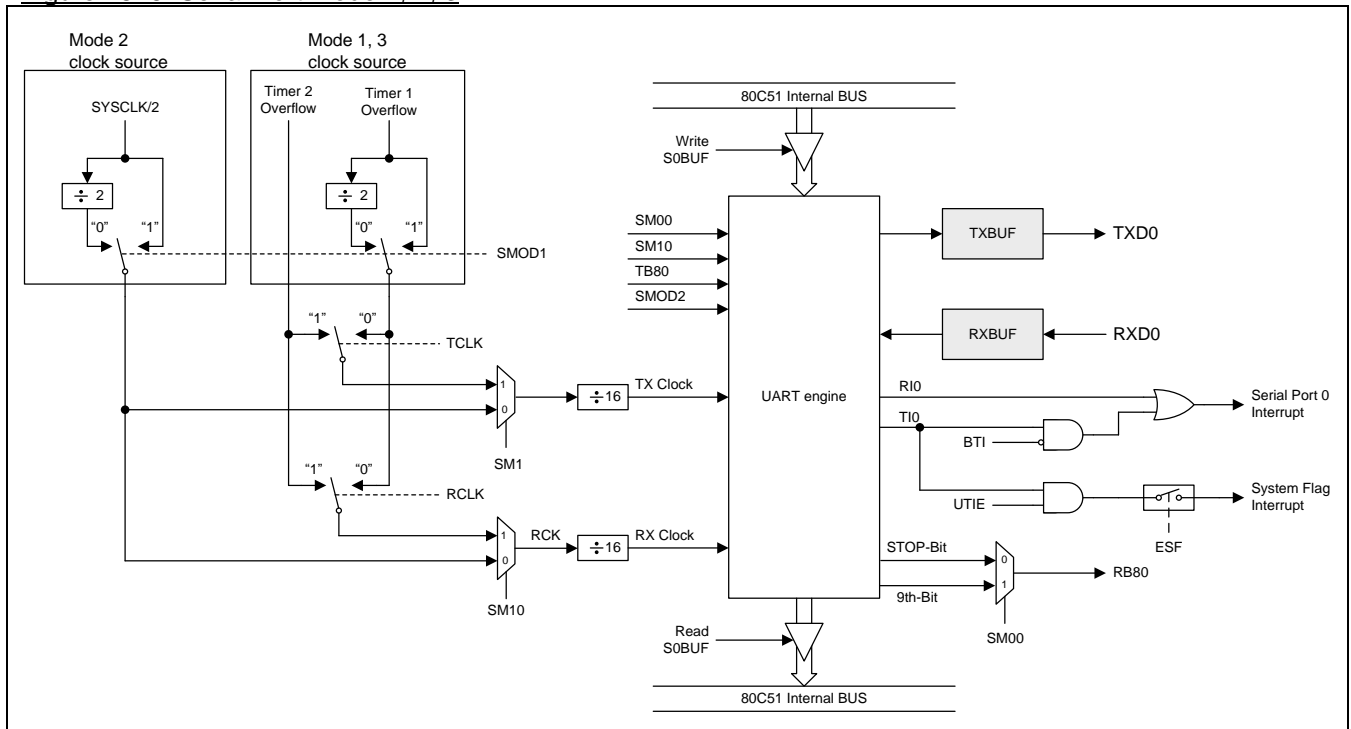 Mode 2
clock source
Mode 1, 3
clock source
SYSCLK/2
Timer 2
Overflow
Timer 1
Overflow
÷ 2
÷ 2
“0”
“1”
“0”
“1”
SMOD1
“1”
“0”
TCLK
1
0
SM1
÷16
TX Clock
“1”
“0”
RCLK
1
0
SM10
RCK
÷16
RX Clock
80C51 Internal BUS
Write
S0BUF
SM00
SM10
TB80
SMOD2
UART engine
TXBUF
TXD0
RXBUF
RXD0
RI0
TI0
BTI
Serial Port 0
Interrupt
UTIE
ESF
System Flag
Interrupt
STOP-Bit
9th-Bit
0
1
SM00
RB80
Read
S0BUF
80C51 Internal BUS